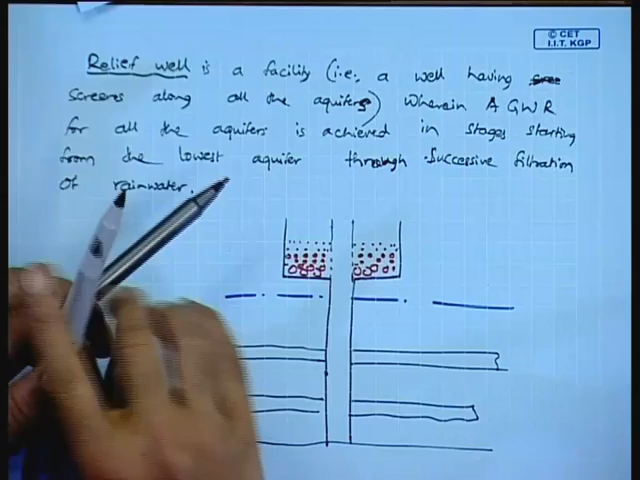 © CET
I.I.T. KGP
Relief well is a facility (i.e., a well having
screens along all the aquifers) wherein AGWR
for all the aquifers is achieved in stages starting
from the lowest aquifer through successive filtration
of rainwater.